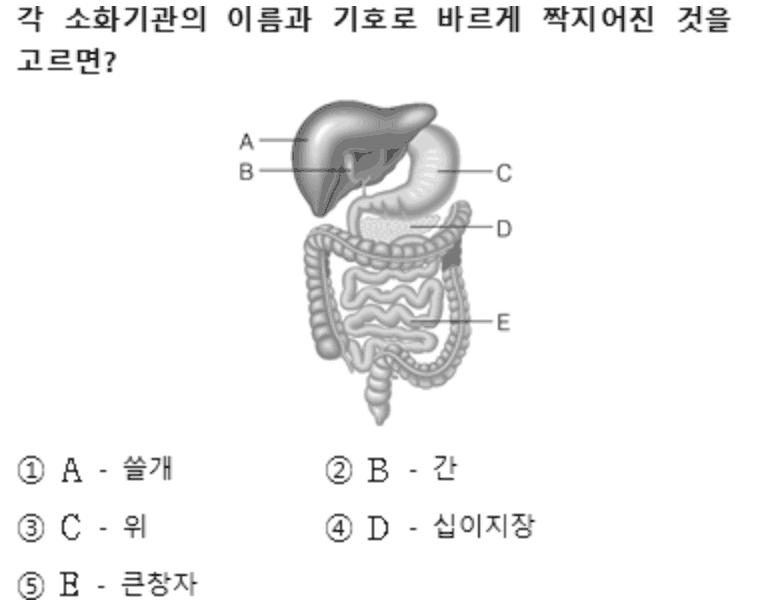 각 소화기관의 이름과 기호로 바르게 짝지어진 것을
고르면?
A
B
C
D
E
① A - 쓸개
② B - 간
③ C - 위
④ D - 십이지장
⑤ E - 큰창자